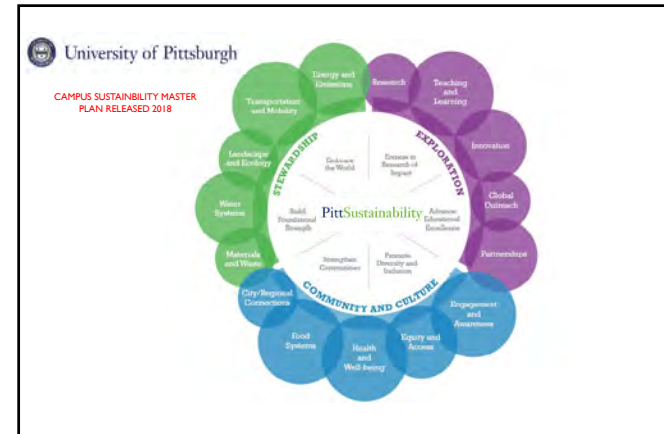 University of Pittsburgh
CAMPUS SUSTAINBILITY MASTER
PLAN RELEASED 2018
Energy and
Emissions
Research
Teaching
and
Learning
Transportation
and Mobility
Innovation
Landscape
and Ecology
Global
Outreach
Water
Systems
Partnerships
Materials
and Waste
City/Regional
Connections
Engagement
and
Awareness
Food
Systems
Health
and
Well-being
Equity and
Access
STEWARDSHIP
EXPLORATION
COMMUNITY AND CULTURE
Embrace
the World
Engage in
Research of
Impact
Build
Foundational
Strength
PittSustainability
Advance
Educational
Excellence
Strengthen
Communities
Promote
Diversity and
Inclusion